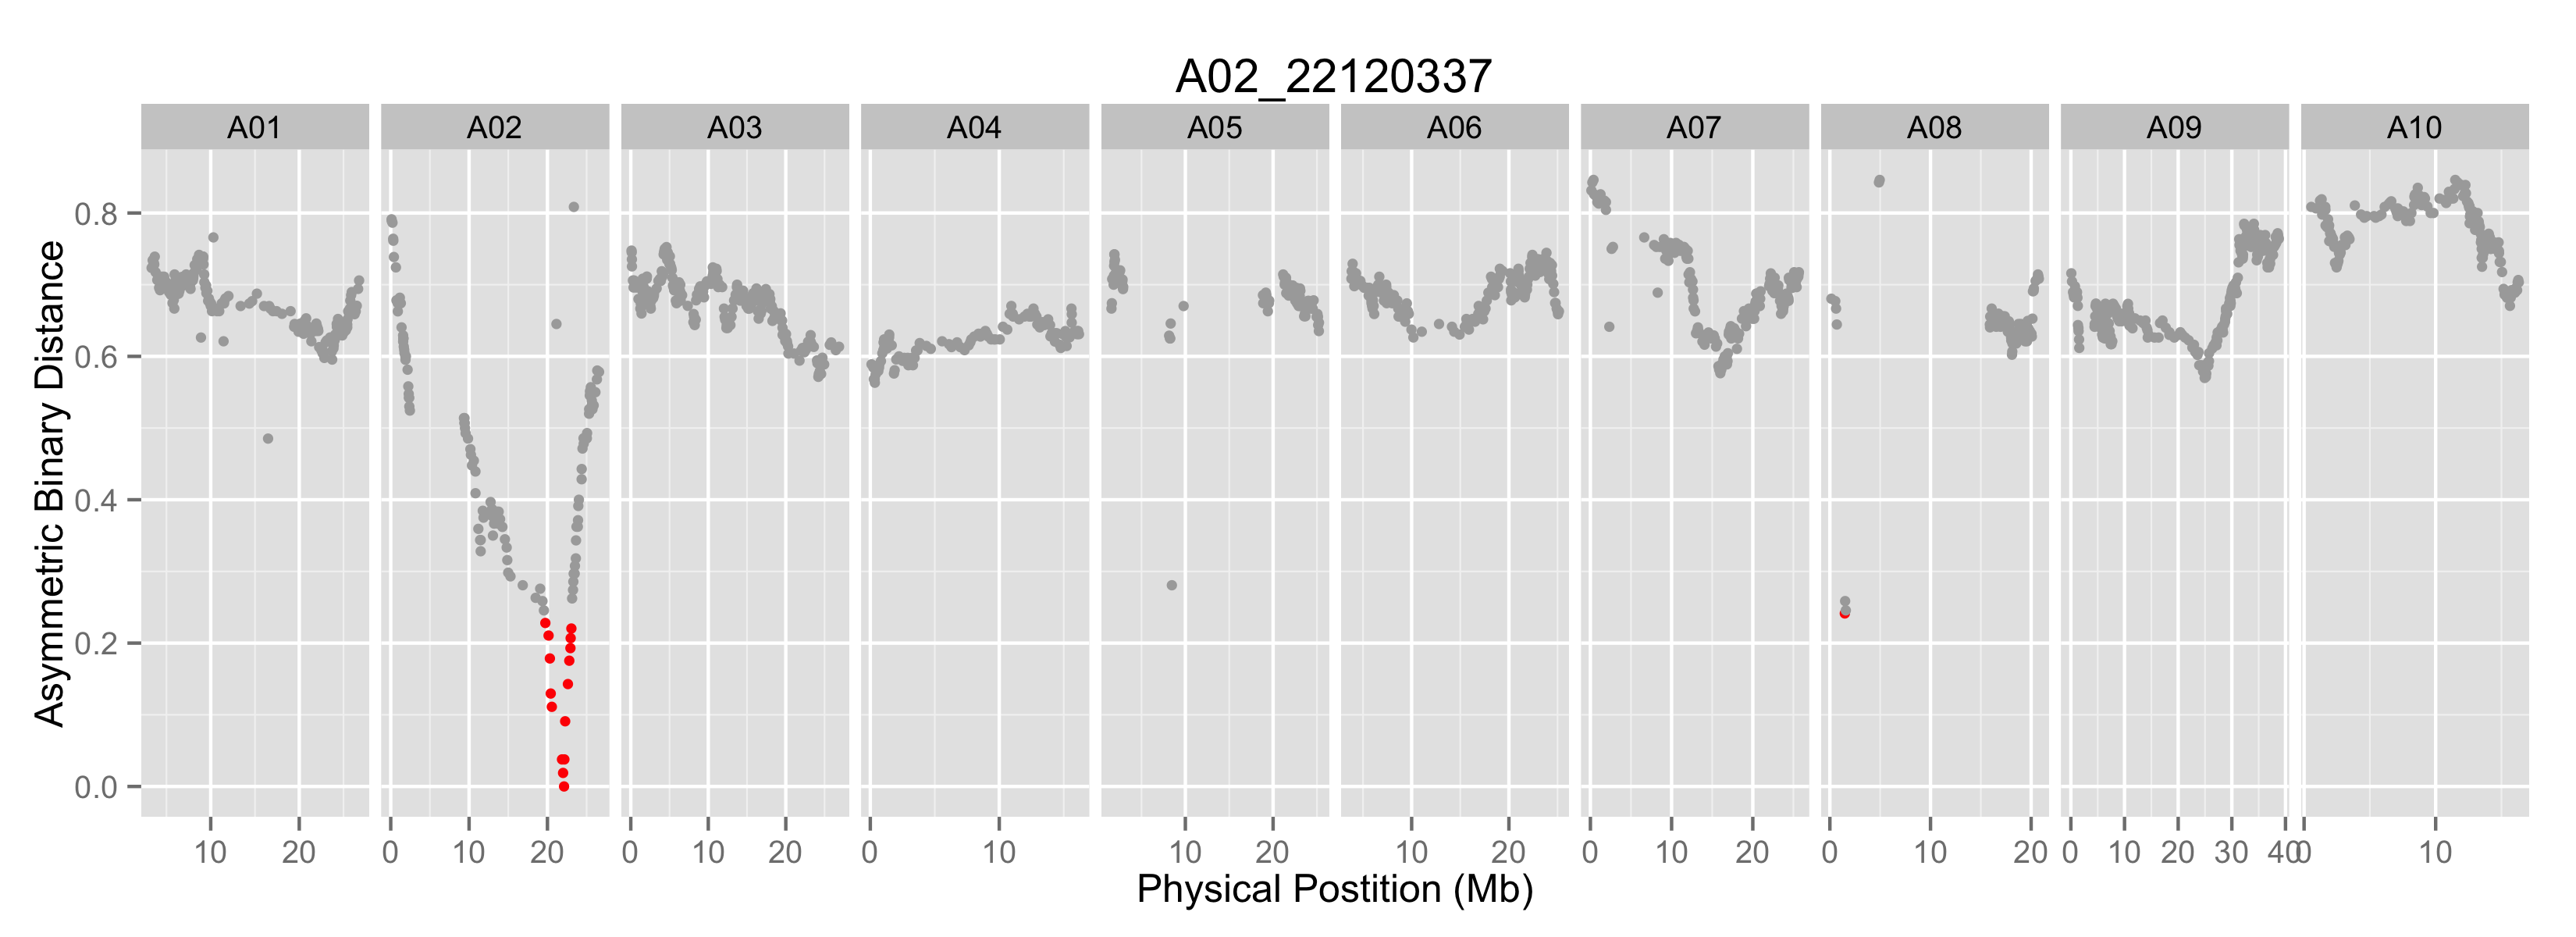 A02_22120337
A01 A02 A03 A04 A05 A06 A07 A08 A09 A10
Asymmetric Binary Distance
0.8
0.6
0.4
0.2
0.0
10 20 0 10 20 0 10 20 0 10 10 20 10 20 0 10 20 0 10 20 0 10 20 30 40 0 10
Physical Postition (Mb)